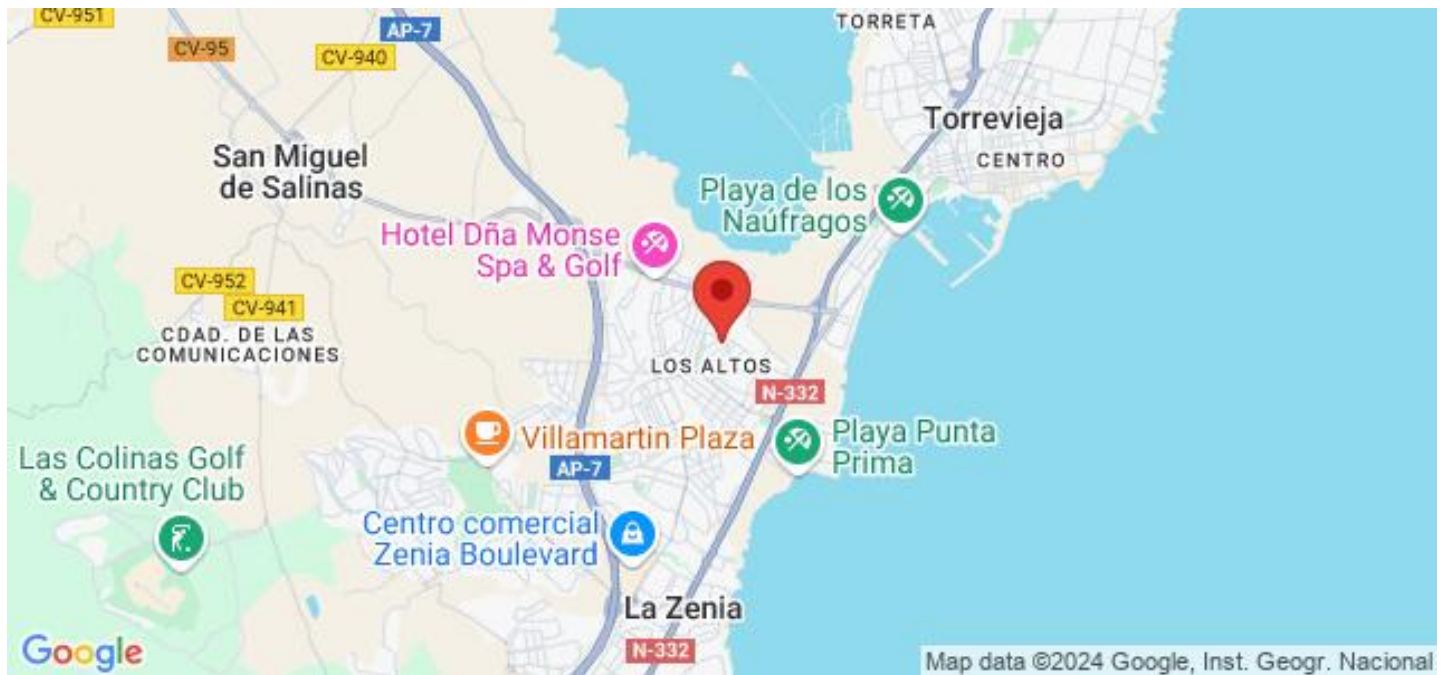 CV-951
TORRETA
AP-7
CV-95
CV-940
Torrevieja
San Miguel
de Salinas
CENTRO
Playa de los
Naúfragos
Hotel Dña Monse
Spa & Golf
CV-952
CV-941
CDAD. DE LAS
COMUNICACIONES
LOS ALTOS
N-332
Villamartin Plaza
Playa Punta
Prima
Las Colinas Golf
& Country Club
AP-7
Centro comercial
Zenia Boulevard
La Zenia
N-332
Google
Map data ©2024 Google, Inst. Geogr. Nacional